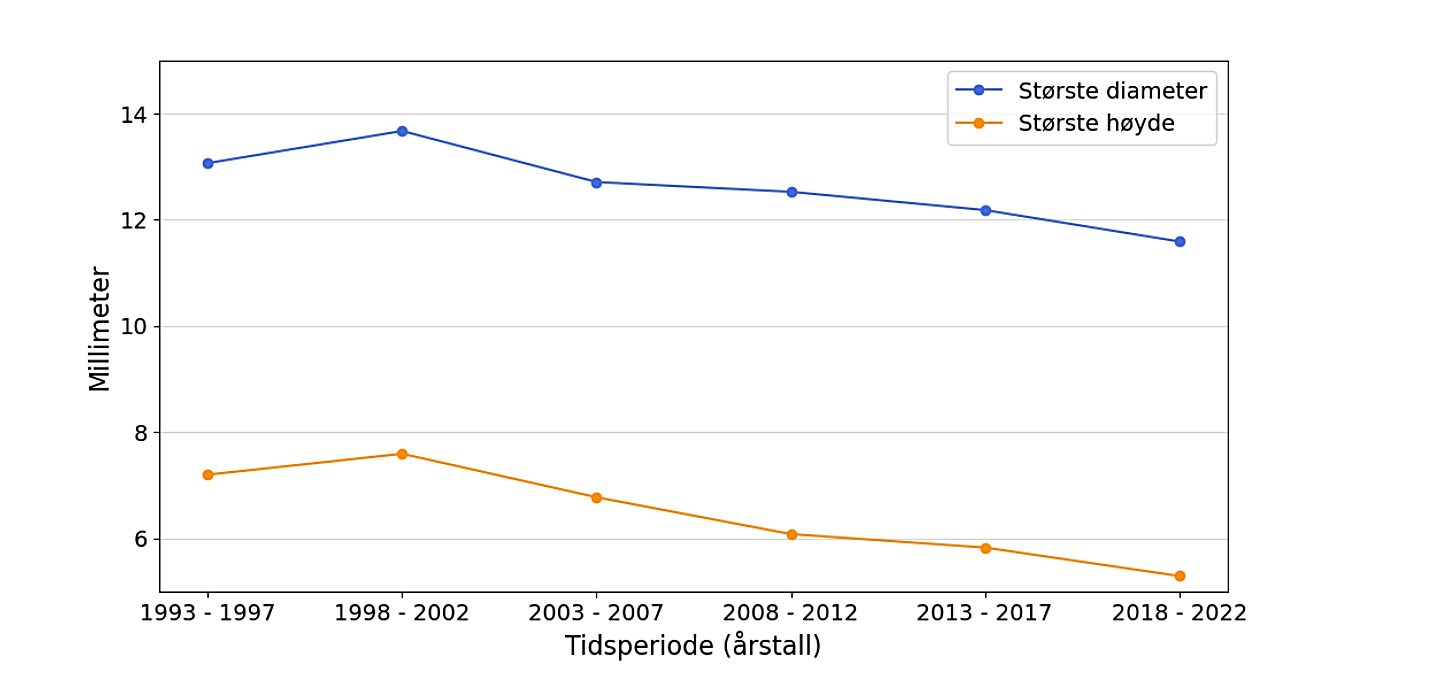 Største diameter
Største høyde
14
12
10
8
6
Millimeter
1993 - 1997
1998 - 2002
2003 - 2007
2008 - 2012
2013 - 2017
2018 - 2022
Tidsperiode (årstall)